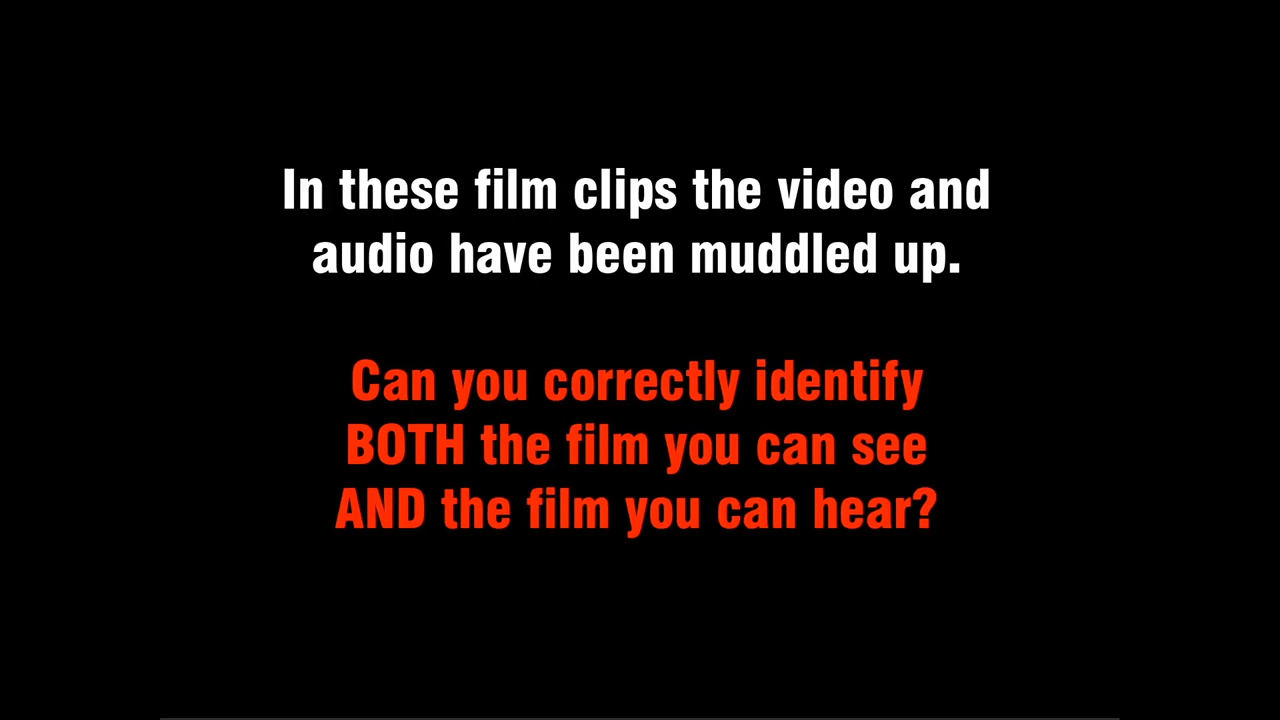 In these film clips the video and
audio have been muddled up.
Can you correctly identify
BOTH the film you can see
AND the film you can hear?